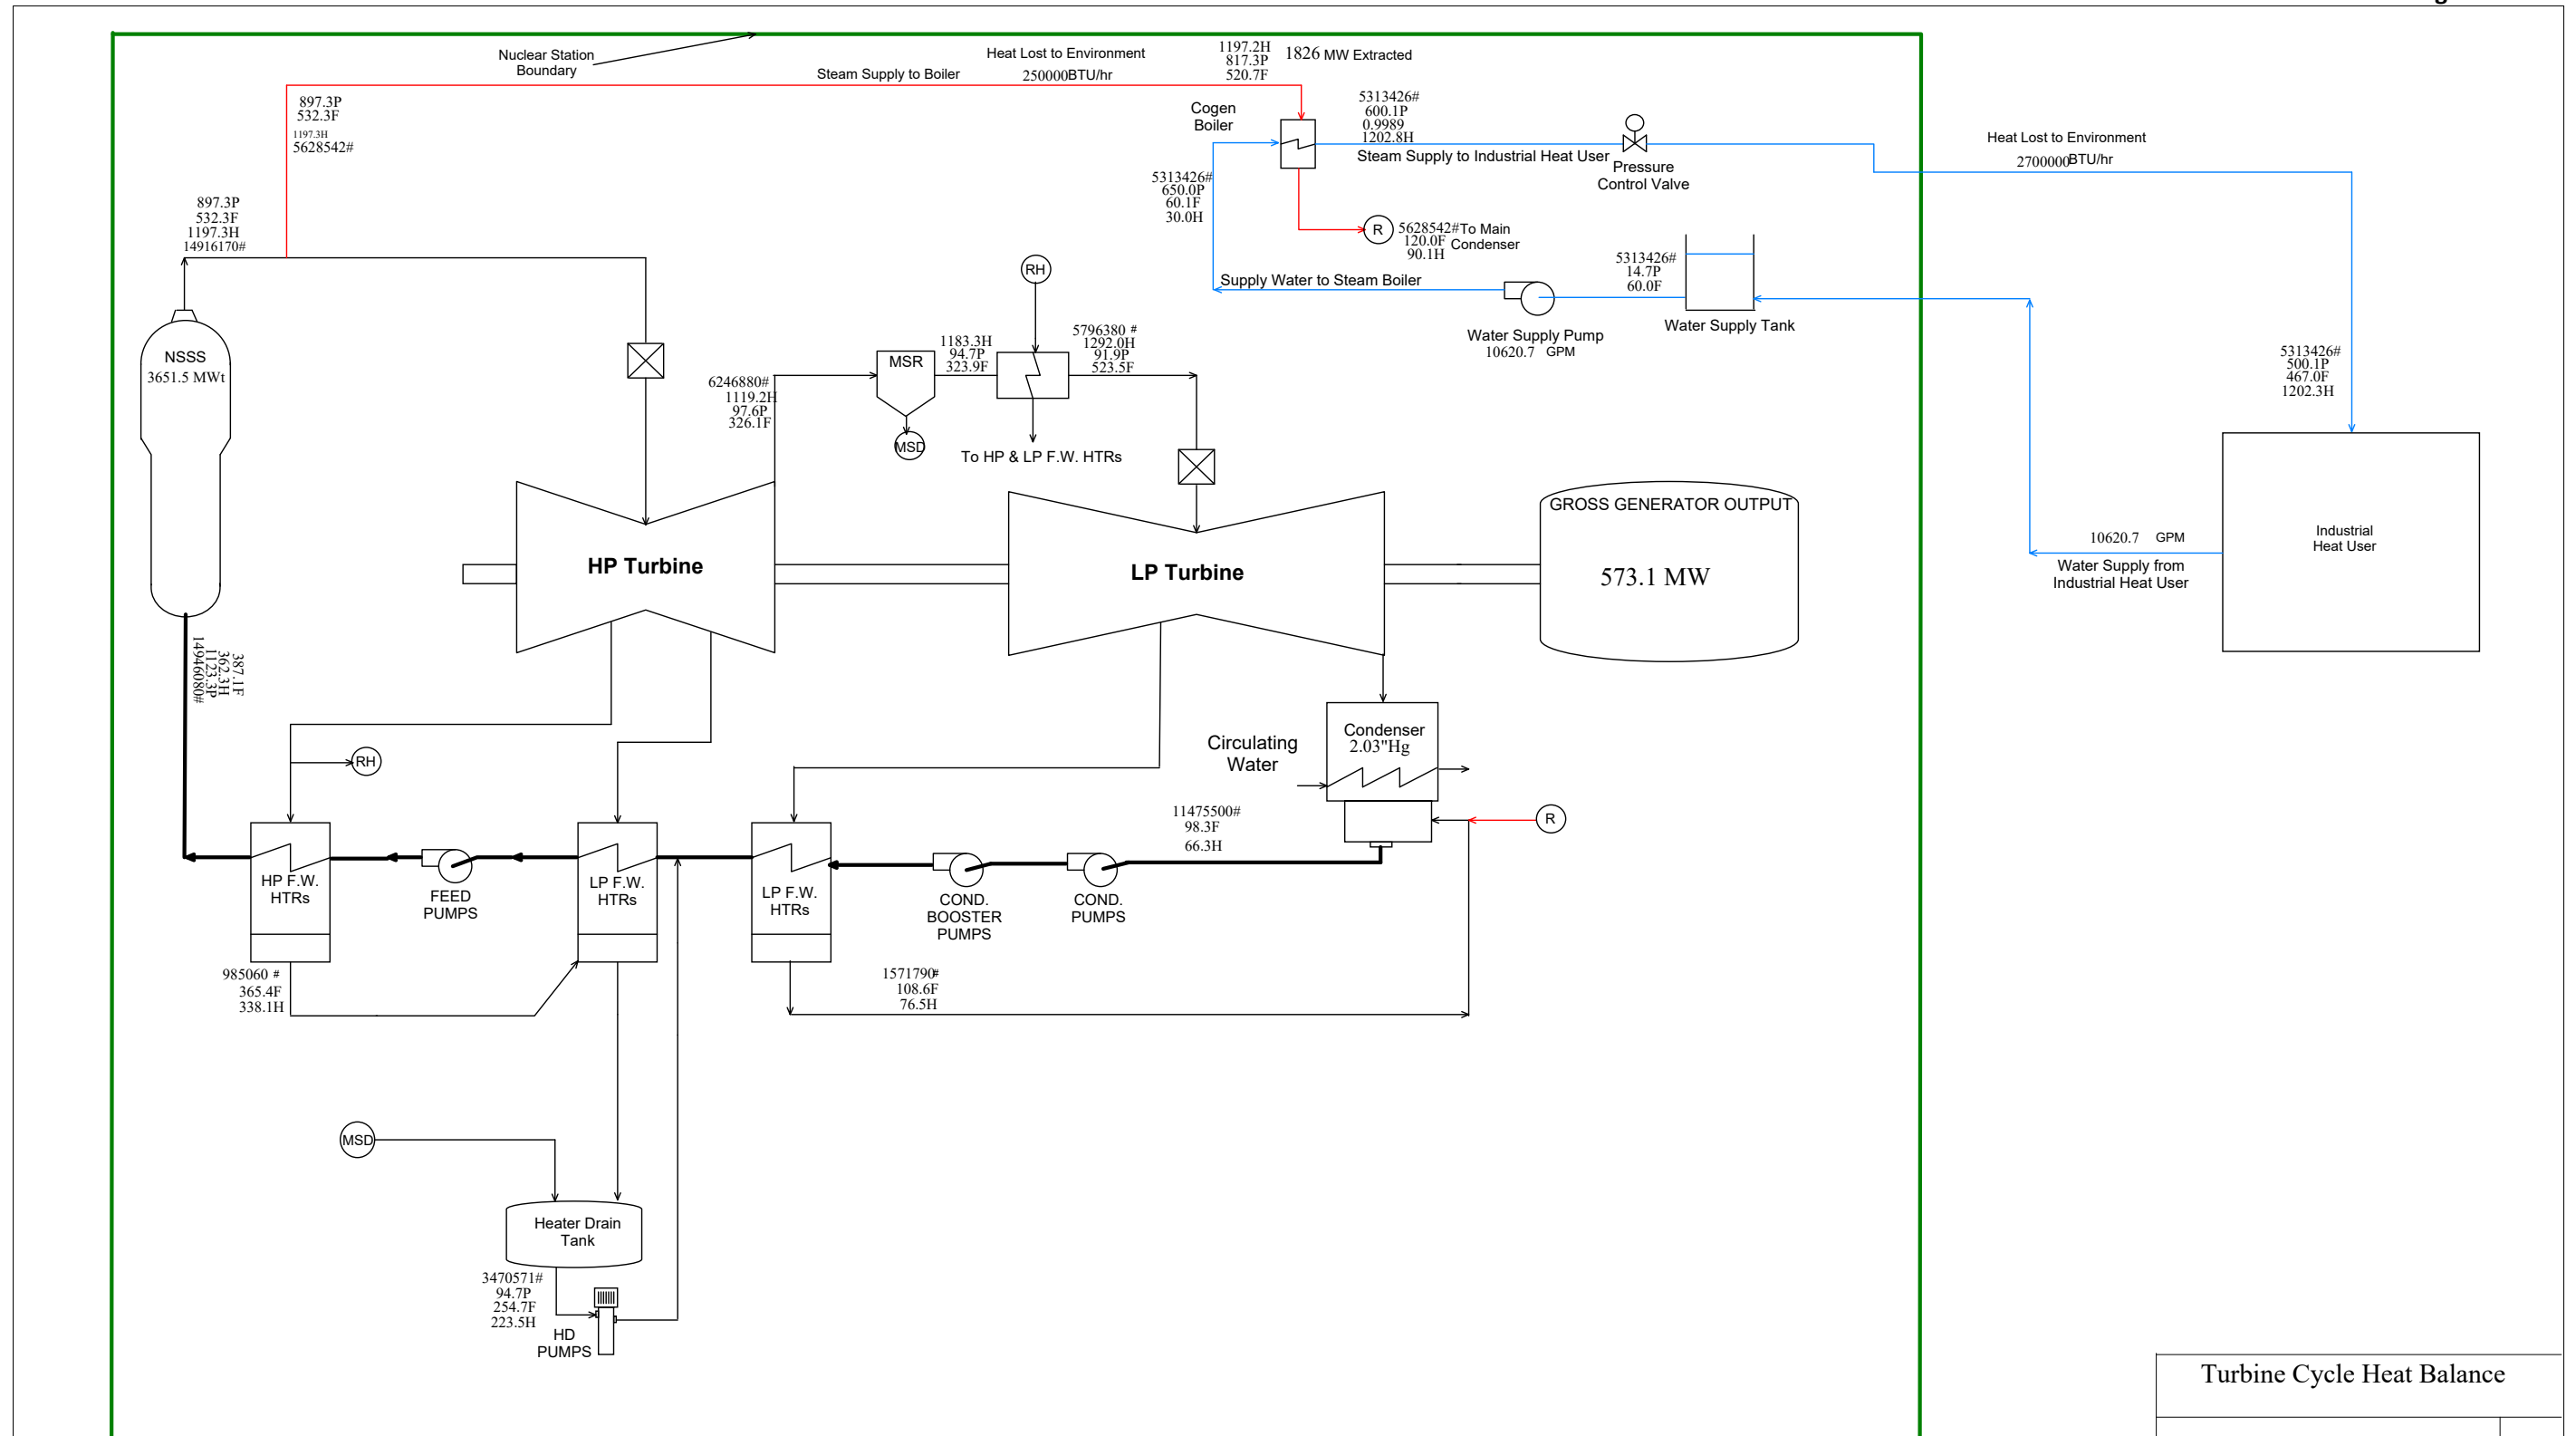 g
Nuclear Station
Boundary
Heat Lost to Environment
Steam Supply to Boiler
250000BTU/hr
1197.2H
817.3P
520.7F
1826 MW Extracted
897.3P
532.3F
1197.3H
5628542#
Cogen
Boiler
5313426#
600.1P
0.9989
1202.8H
Steam Supply to Industrial Heat User
Pressure
Control Valve
Heat Lost to Environment
2700000BTU/hr
5313426#
650.0P
60.1F
30.0H
897.3P
532.3F
1197.3H
14916170#
R
5628542#To Main
120.0F Condenser
90.1H
5313426#
14.7P
60.0F
Supply Water to Steam Boiler
Water Supply Pump
10620.7 GPM
Water Supply Tank
RH
NSSS
3651.5 MWt
6246880#
1119.2H
97.6P
326.1F
MSR
MSD
1183.3H
94.7P
323.9F
5796380 #
1292.0H
91.9P
523.5F
To HP & LP F.W. HTRs
5313426#
500.1P
467.0F
1202.3H
HP Turbine
LP Turbine
GROSS GENERATOR OUTPUT
573.1 MW
Industrial
Heat User
10620.7 GPM
Water Supply from
Industrial Heat User
387.1F
362.3H
1123.3P
14946080#
RH
Circulating
Water
Condenser
2.03"Hg
11475500#
98.3F
66.3H
R
HP F.W.
HTRs
FEED
PUMPS
LP F.W.
HTRs
LP F.W.
HTRs
COND.
BOOSTER
PUMPS
COND.
PUMPS
985060 #
365.4F
338.1H
1571790#
108.6F
76.5H
MSD
Heater Drain
Tank
3470571#
94.7P
254.7F
223.5H
HD
PUMPS
Turbine Cycle Heat Balance